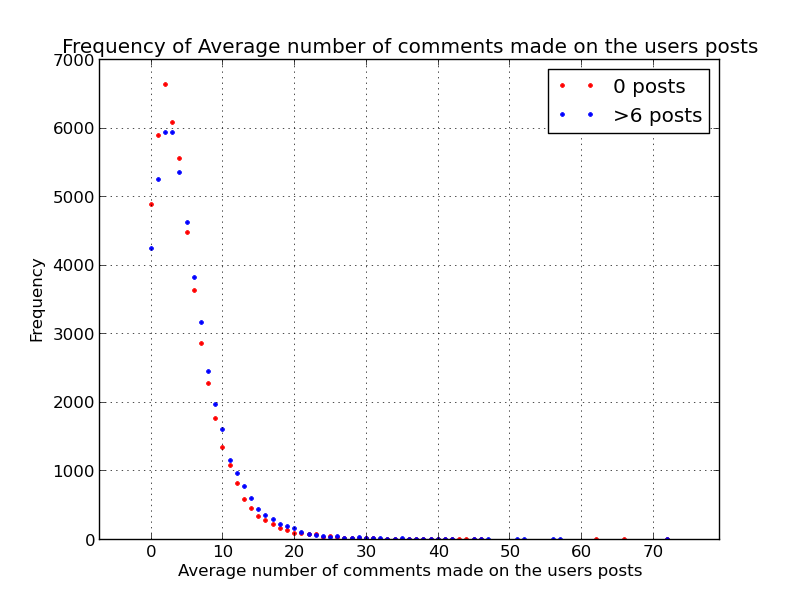 Frequency of Average number of comments made on the users posts
7000
6000
5000
4000
3000
2000
1000
0
Frequency
0 posts
>6 posts
0 10 20 30 40 50 60 70
Average number of comments made on the users posts